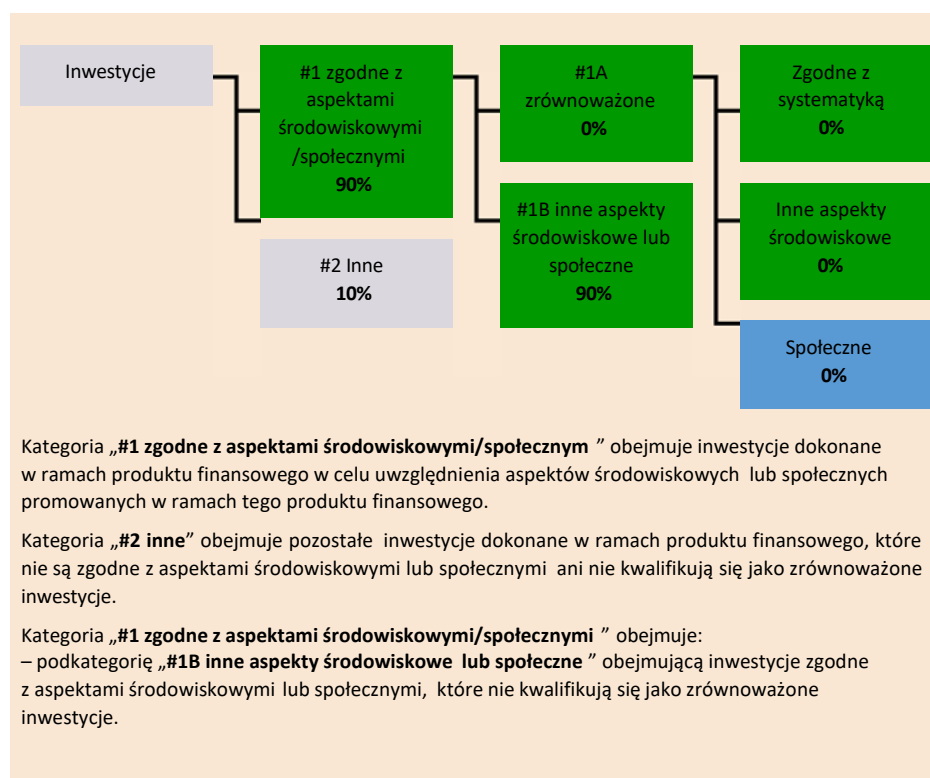 Inwestycje
#1 zgodne z
aspektami
środowiskowymi
/społecznymi
90%
#2 Inne
10%
#1A
zrównoważone
0%
#1B inne aspekty
środowiskowe lub
społeczne
90%
Zgodne z
systematyką
0%
Inne aspekty
środowiskowe
0%
Społeczne
0%
Kategoria „#1 zgodne z aspektami środowiskowymi/społecznym ” obejmuje inwestycje dokonane
w ramach produktu finansowego w celu uwzględnienia aspektów środowiskowych lub społecznych
promowanych w ramach tego produktu finansowego.
Kategoria „#2 inne” obejmuje pozostałe inwestycje dokonane w ramach produktu finansowego, które
nie są zgodne z aspektami środowiskowymi lub społecznymi ani nie kwalifikują się jako zrównoważone
inwestycje.
Kategoria „#1 zgodne z aspektami środowiskowymi/społecznymi ” obejmuje:
– podkategorię „#1B inne aspekty środowiskowe lub społeczne ” obejmującą inwestycje zgodne
z aspektami środowiskowymi lub społecznymi, które nie kwalifikują się jako zrównoważone
inwestycje.